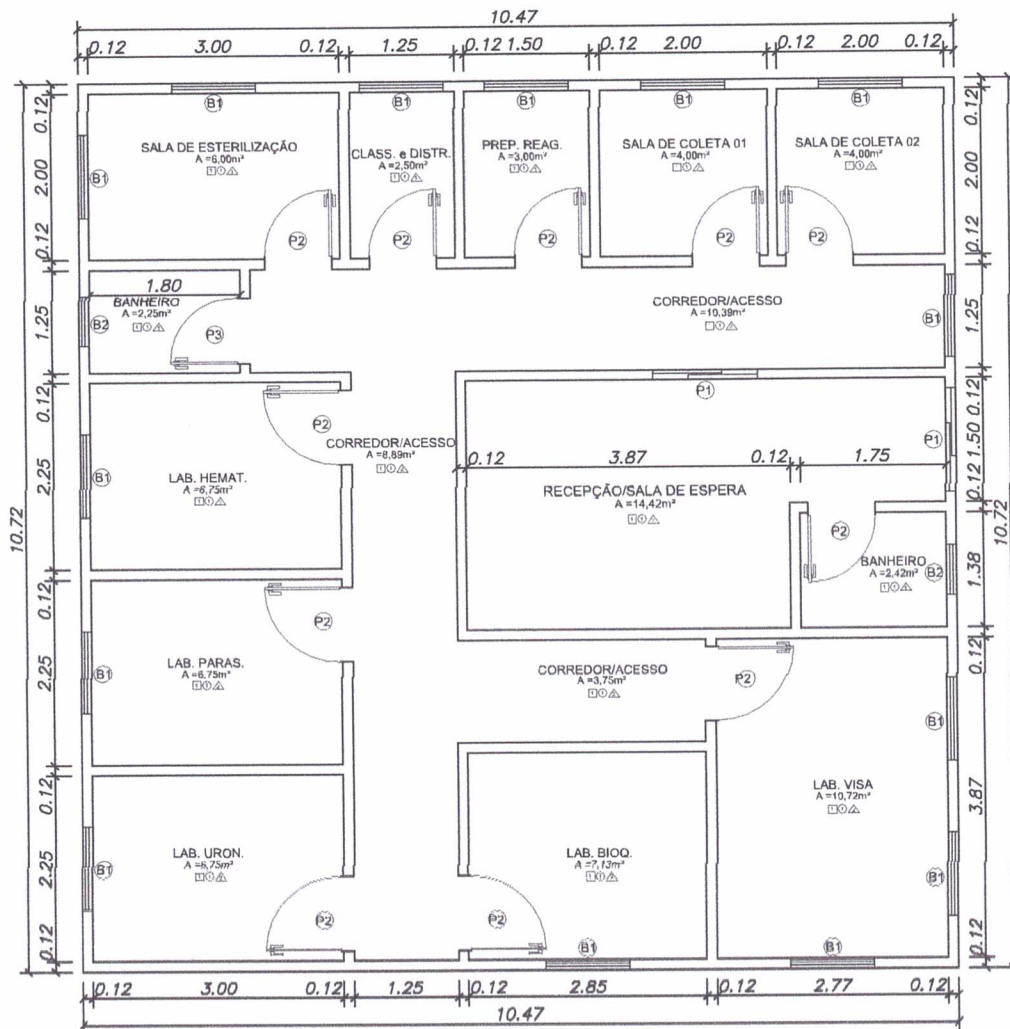 10.47
0.12 3.00 0.12 1.25 0.12 1.50 0.12 2.00 0.12 2.00 0.12
B1 B1 B1 B1 B1
SALA DE ESTERILIZAÇÃO
A =6,00m²
CLASS. e DISTR.
A =2,50m²
PREP. REAG.
A =3,00m²
SALA DE COLETA 01
A =4,00m²
SALA DE COLETA 02
A =4,00m²
B1
P2 P2 P2 P2 P2
0.12
2.00
0.12
1.25
0.12
2.25
0.12
2.25
0.12
2.25
0.12
10.72
1.80
BANHEIRO
A =2,25m²
B2
P3
CORREDOR/ACESSO
A =10,39m²
B1
P1
P2
CORREDOR/ACESSO
A =8,89m²
LAB. HEMAT.
A =6,75m²
B1
0.12 3.87 0.12 1.75
RECEPÇÃO/SALA DE ESPERA
A =14,42m²
P1
P2
BANHEIRO
A =2,42m²
B2
P2
LAB. PARAS.
A =6,75m²
B1
CORREDOR/ACESSO
A =3,75m²
P2
B1
LAB. VISA
A =10,72m²
B1
B1
LAB. URON.
A =6,75m²
B1
P2
LAB. BIOQ.
A =7,13m²
P2
B1
0.12
2.00
0.12
1.25
0.12
1.50
0.12
1.38
0.12
3.87
0.12
10.72
0.12 3.00 0.12 1.25 0.12 2.85 0.12 2.77 0.12
10.47